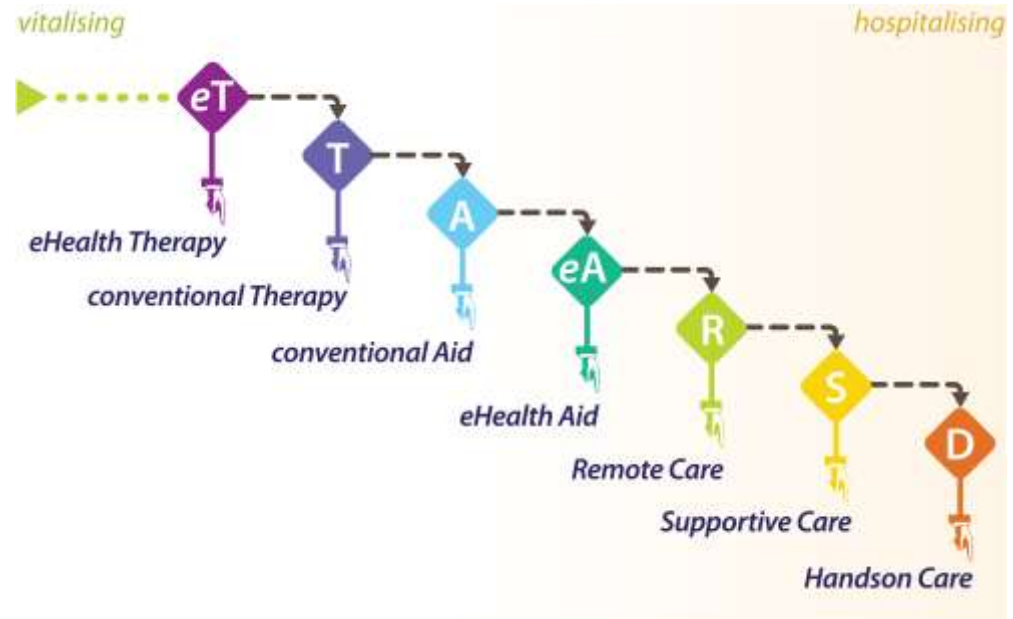 vitalising
hospitalising
eT
T
A
eA
R
S
D
eHealth Therapy
conventional Therapy
conventional Aid
eHealth Aid
Remote Care
Supportive Care
Handson Care